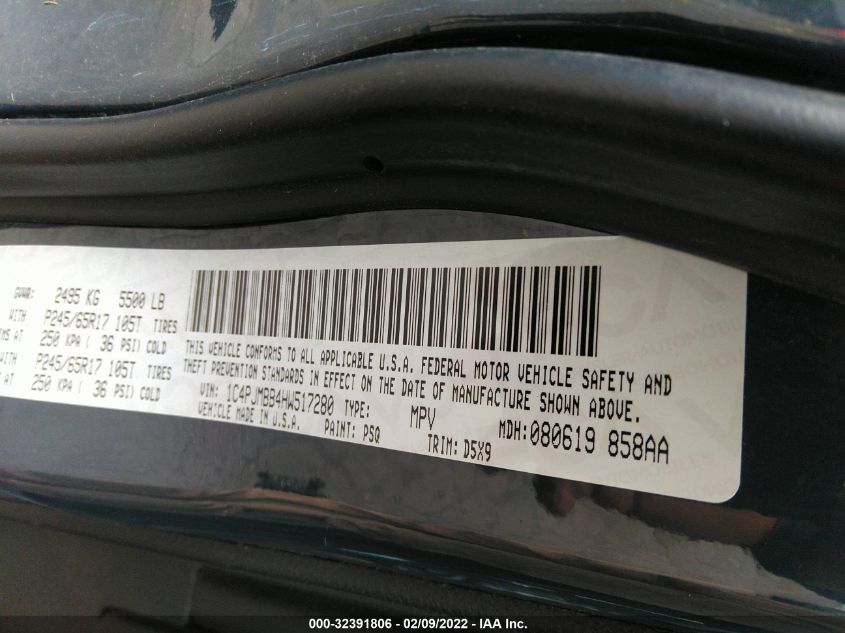 GVWR: 2495 KG 5500 LB
WITH P245/65R17 105T TIRES
AT 250 KPA ( 36 PSI) COLD
WITH P245/65R17 105T TIRES
AT 250 KPA ( 36 PSI) COLD
THIS VEHICLE CONFORMS TO ALL APPLICABLE U.S.A. FEDERAL MOTOR VEHICLE SAFETY AND
THEFT PREVENTION STANDARDS IN EFFECT ON THE DATE OF MANUFACTURE SHOWN ABOVE.
VIN: 1C4PJMBB4HW517280 TYPE: MPV MDH:080619 858AA
VEHICLE MADE IN U.S.A. PAINT: PSQ TRIM: D5X9
000-32391806 - 02/09/2022 - IAA Inc.